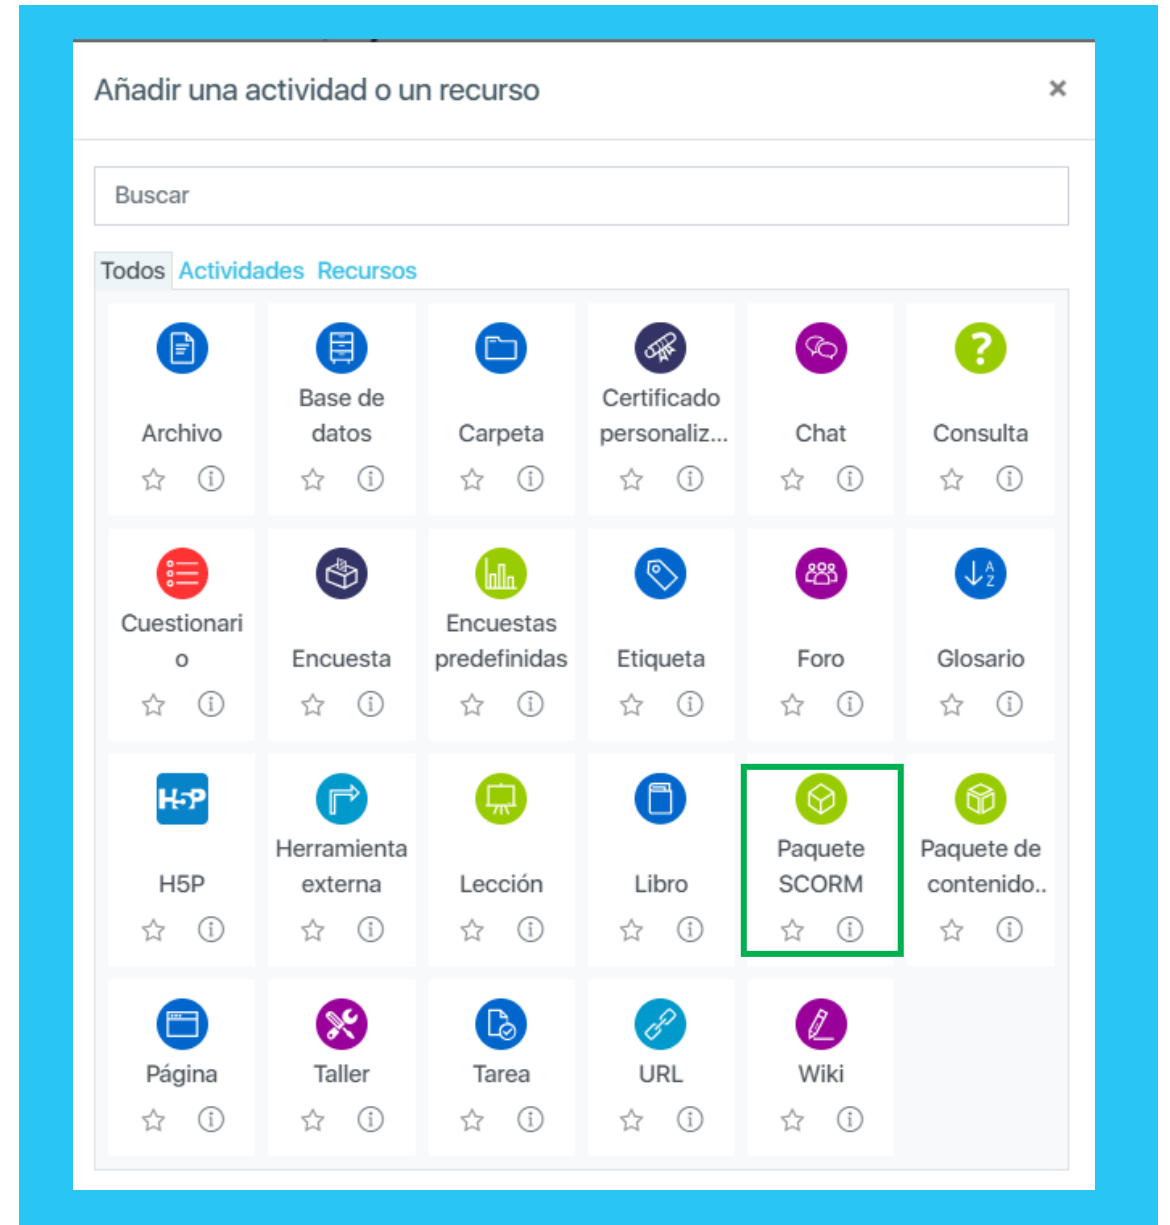 Añadir una actividad o un recurso ×
Buscar
Todos Actividades Recursos
Archivo
Base de
datos
Carpeta
Certificado
personaliz...
Chat
?
Consulta
Cuestionari
o
Encuesta
Encuestas
predefinidas
Etiqueta
Foro
A
Z
Glosario
H5P
H5P
Herramienta
externa
Lección
Libro
Paquete
SCORM
Paquete de
contenido..
Página
Taller
Tarea
URL
Wiki